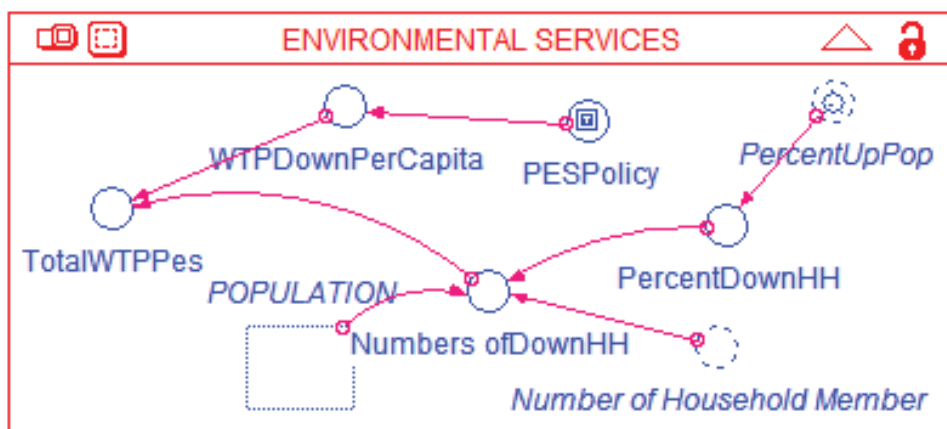 ENVIRONMENTAL SERVICES
WTPDownPerCapita
PESPolicy
PercentUpPop
TotalWTPPes
PercentDownHH
POPULATION
Numbers ofDownHH
Number of Household Member